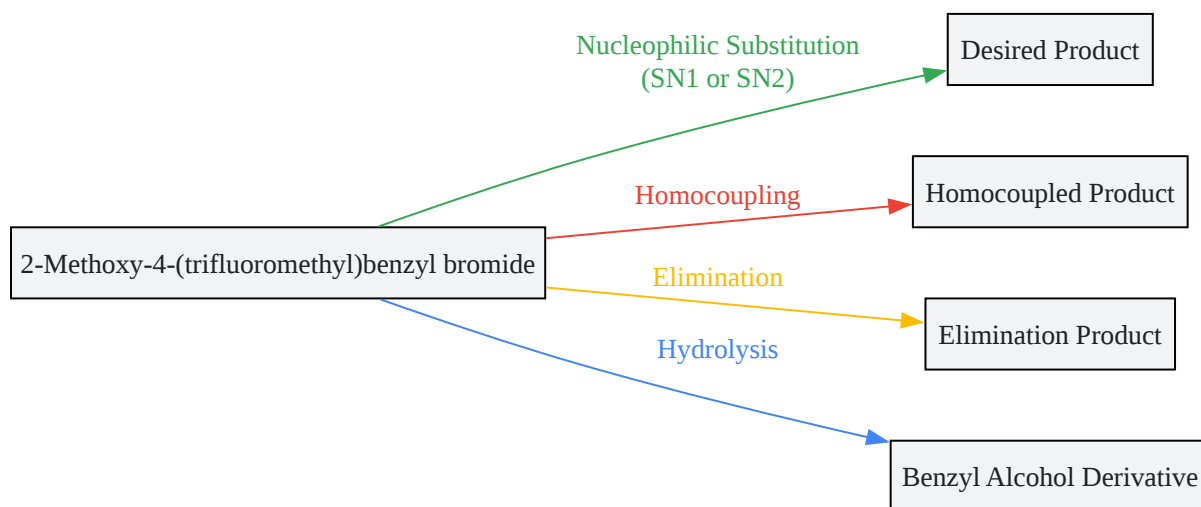 Nucleophilic Substitution
(SN1 or SN2)
Desired Product
Homocoupling
Homocoupled Product
2-Methoxy-4-(trifluoromethyl)benzyl bromide
Elimination
Elimination Product
Hydrolysis
Benzyl Alcohol Derivative